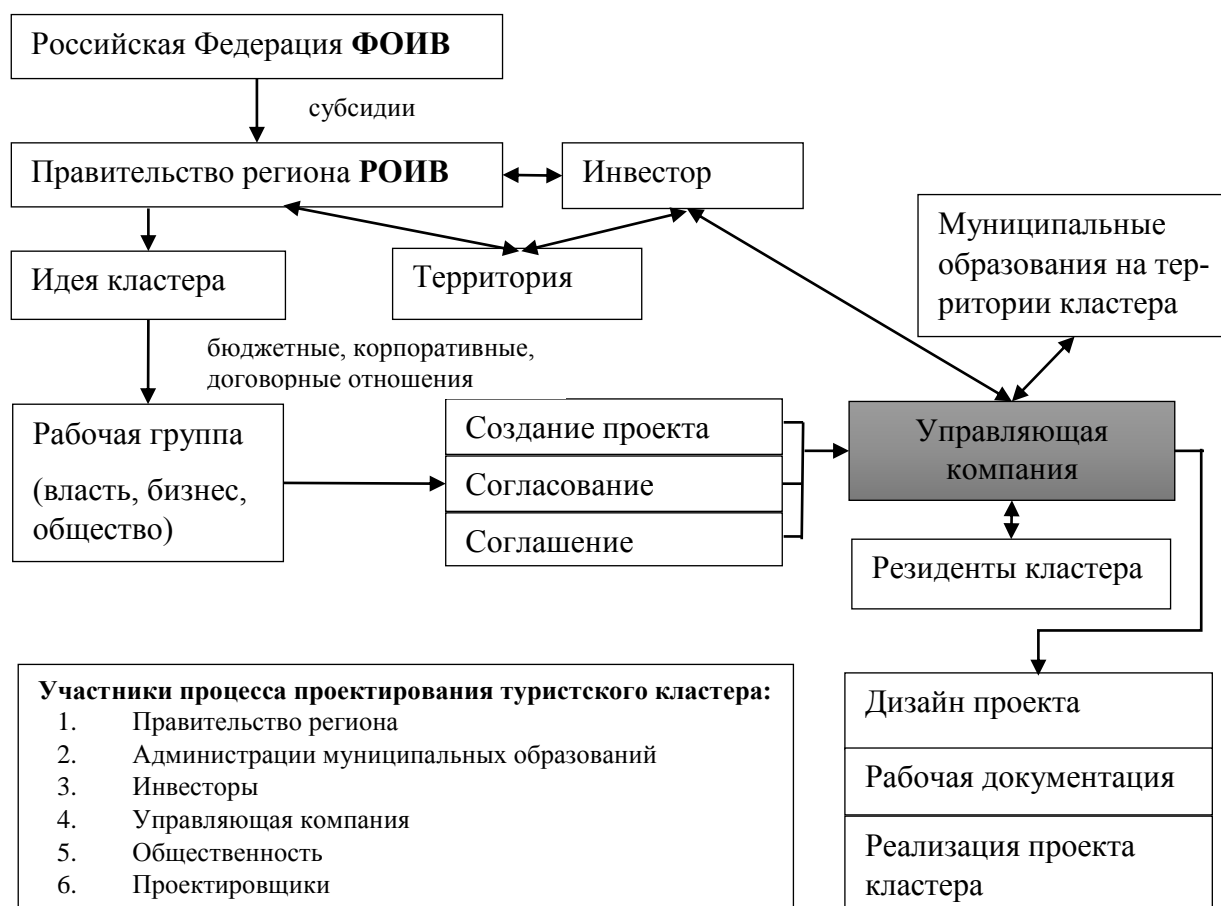 Российская Федерация ФОИВ
субсидии
Правительство региона РОИВ
Инвестор
Муниципальные
образования на тер-
ритории кластера
Идея кластера
Территория
бюджетные, корпоративные,
договорные отношения
Рабочая группа
(власть, бизнес,
общество)
Создание проекта
Согласование
Соглашение
Управляющая
компания
Резиденты кластера
Участники процесса проектирования туристского кластера:
1. Правительство региона
2. Администрации муниципальных образований
3. Инвесторы
4. Управляющая компания
5. Общественность
6. Проектировщики
Дизайн проекта
Рабочая документация
Реализация проекта
кластера